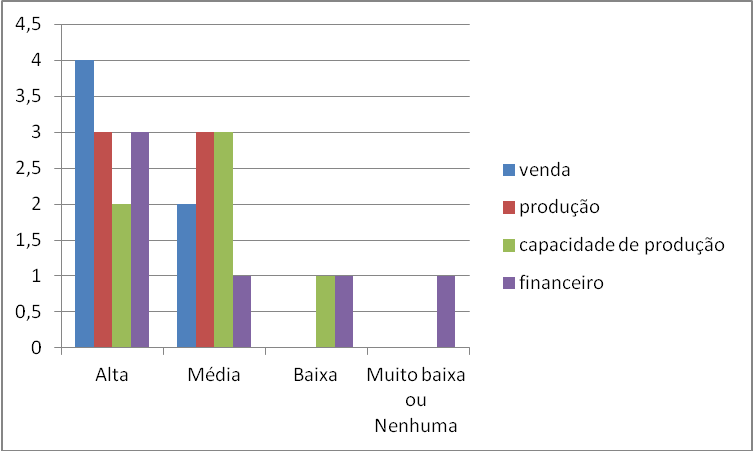 4,5
4
3,5
3
2,5
2
1,5
1
0,5
0
Alta
Média
Baixa
Muito baixa
ou
Nenhuma
venda
produção
capacidade de produção
financeiro